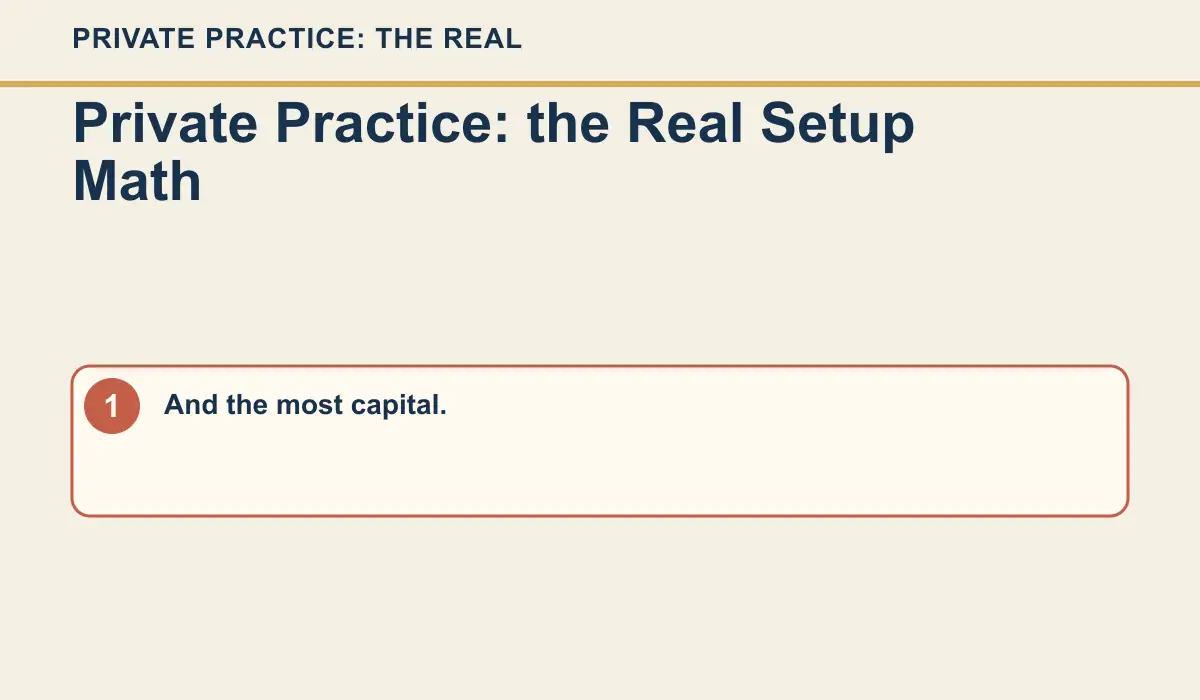 PRIVATE PRACTICE: THE REAL
Private Practice: the Real Setup
Math
1
And the most capital.